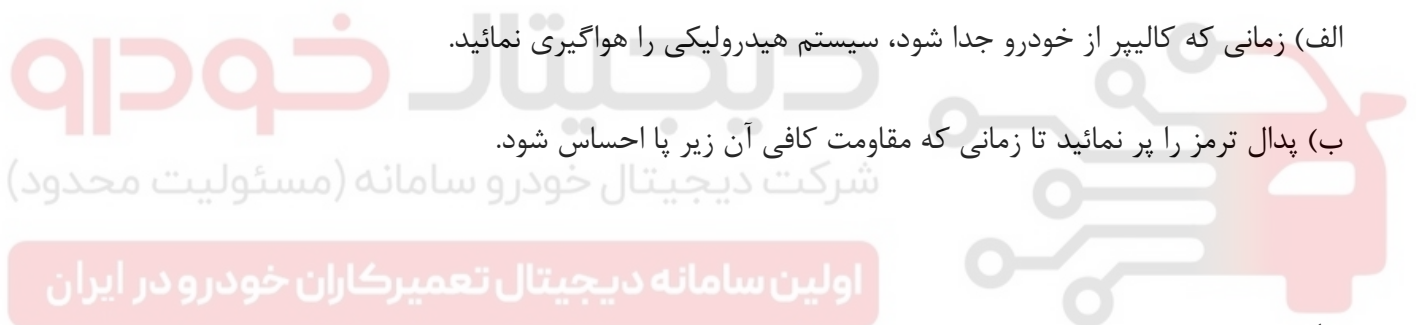 الف) زمانی که کالیپر از خودرو جدا شود، سیستم هیدرولیکی را هواگیری نمائید.
دیجیتال خودرو
ب) پدال ترمز را پر نمائید تا زمانی که مقاومت کافی آن زیر پا احساس شود.
شرکت دیجیتال خودرو سامانه (مسئولیت محدود)
اولین سامانه دیجیتال تعمیرکاران خودرو در ایران